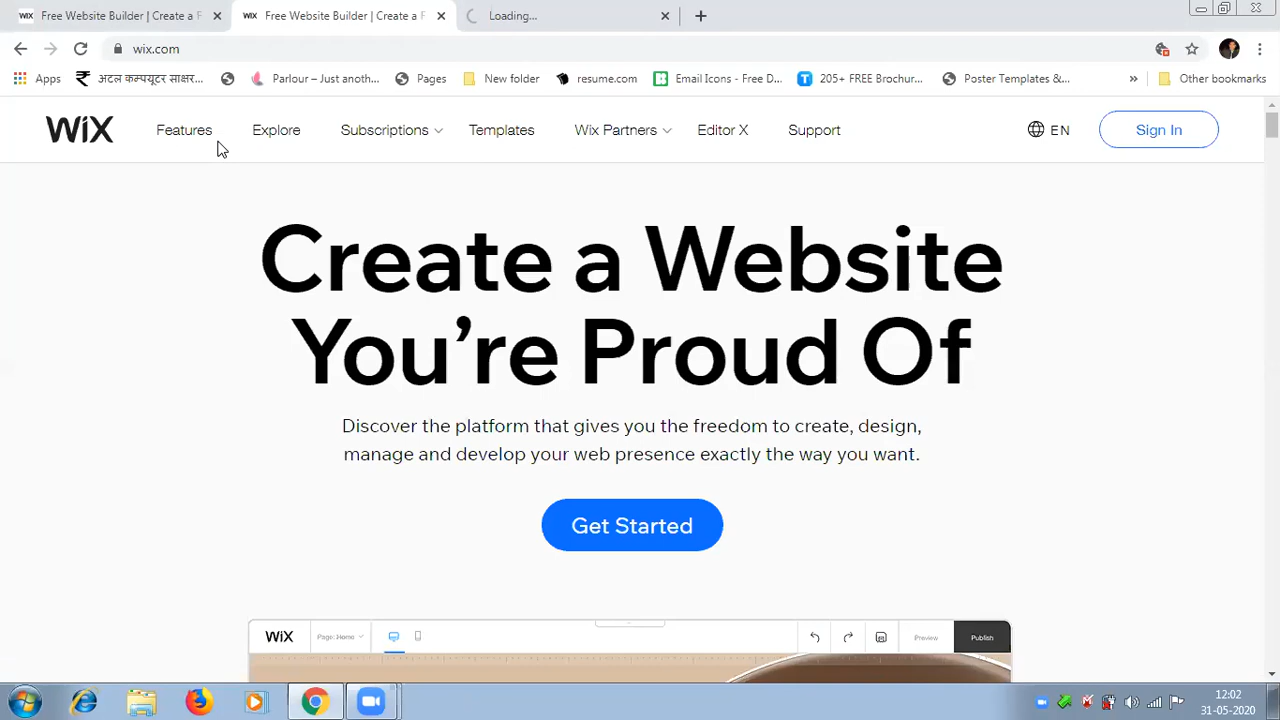 WiX Free Website Builder | Create a F
WiX Free Website Builder | Create a F
Loading...
wix.com
Apps
अटल कम्प्यूटर साक्षर...
Parlour – Just anoth...
Pages
New folder
resume.com
Email Icons - Free D...
205+ FREE Brochur...
Poster Templates &...
»
Other bookmarks
WiX
Features
Explore
Subscriptions
Templates
Wix Partners
Editor X
Support
EN
Sign In
Create a Website
You're Proud Of
Discover the platform that gives you the freedom to create, design,
manage and develop your web presence exactly the way you want.
Get Started
WiX
Page: Home
Preview
Publish
12:02
31-05-2020